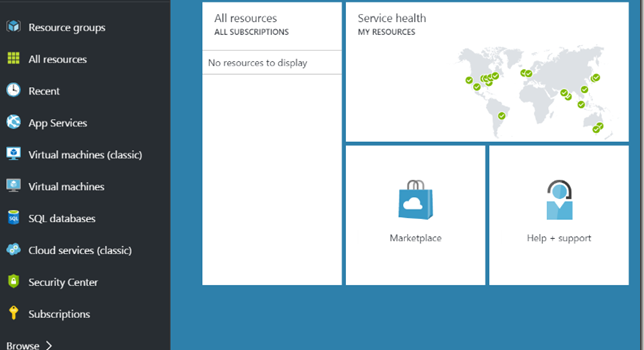 Resource groups
All resources
Recent
App Services
Virtual machines (classic)
Virtual machines
SQL
SQL databases
Cloud services (classic)
Security Center
Subscriptions
Browse >
All resources
ALL SUBSCRIPTIONS
No resources to display
Service health
MY RESOURCES
Marketplace
Help + support